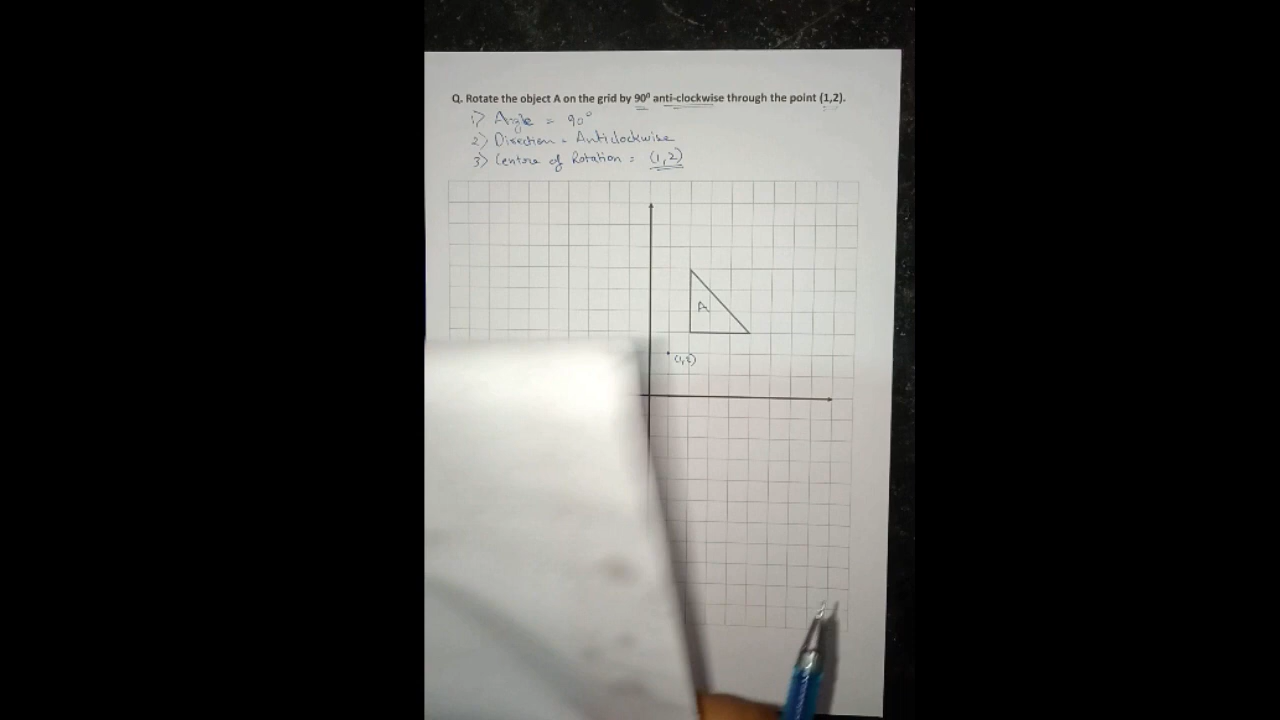 Q. Rotate the object A on the grid by 90⁰ anti-clockwise through the point (1,2).
1) Angle = 90°
2) Direction = Anticlockwise
3) Centre of Rotation = (1,2)
A
(1,2)